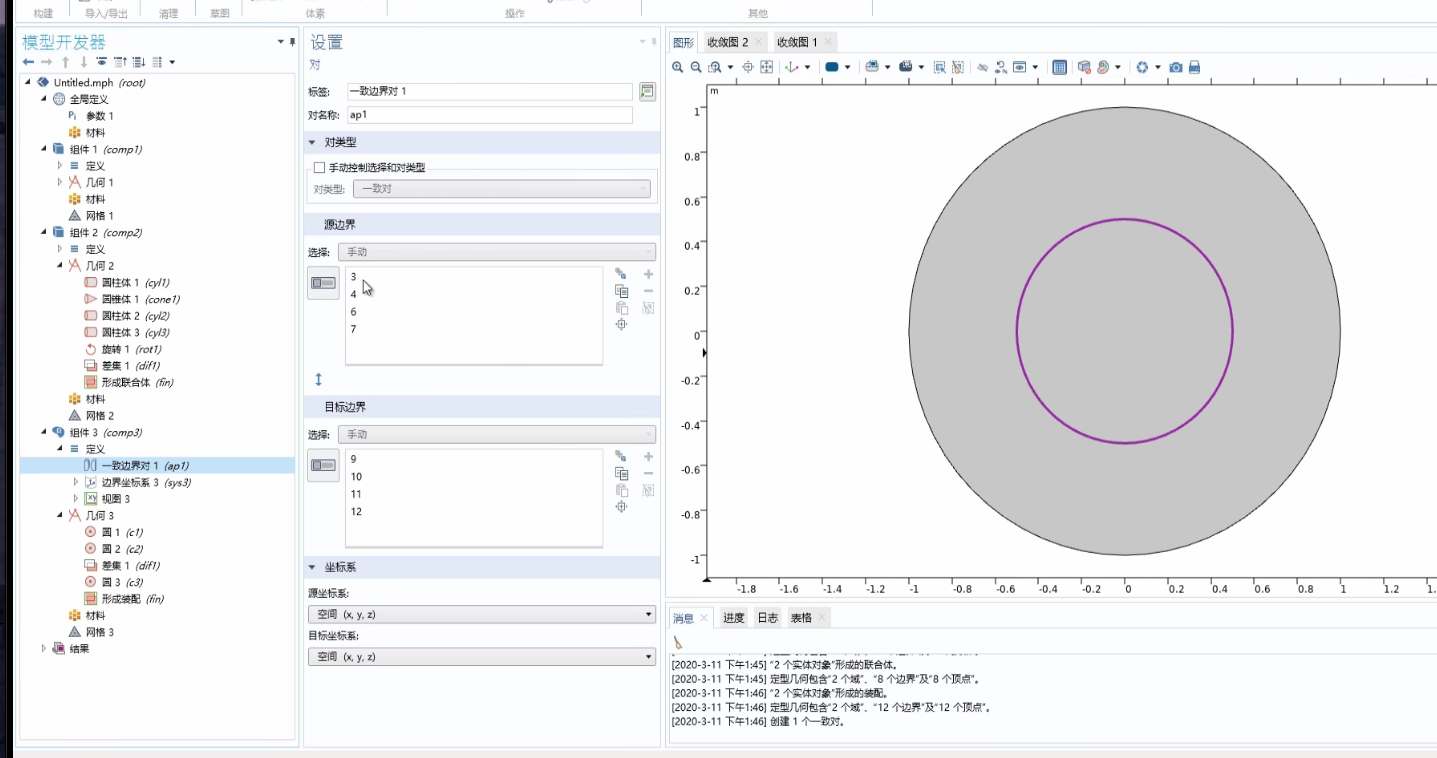 构建
导入/导出
清理
草图
体素
操作
其他
模型开发器
Untitled.mph (root)
全局定义
Pi 参数 1
材料
组件 1 (comp1)
定义
几何 1
材料
网格 1
组件 2 (comp2)
定义
几何 2
圆柱体 1 (cyl1)
圆锥体 1 (cone1)
圆柱体 2 (cyl2)
圆柱体 3 (cyl3)
旋转 1 (rot1)
差集 1 (dif1)
形成联合体 (fin)
材料
网格 2
组件 3 (comp3)
定义
一致边界对 1 (ap1)
边界坐标系 3 (sys3)
视图 3
几何 3
圆 1 (c1)
圆 2 (c2)
差集 1 (dif1)
圆 3 (c3)
形成装配 (fin)
材料
网格 3
结果
设置
对
标签: 一致边界对 1
对名称: ap1
对类型
手动控制选择和对类型
对类型: 一致对
源边界
选择: 手动
3
4
6
7
目标边界
选择: 手动
9
10
11
12
坐标系
源坐标系:
空间 (x, y, z)
目标坐标系:
空间 (x, y, z)
图形 收敛图 2 收敛图 1
m
1
0.8
0.6
0.4
0.2
0
-0.2
-0.4
-0.6
-0.8
-1
-1.8 -1.6 -1.4 -1.2 -1 -0.8 -0.6 -0.4 -0.2 0 0.2 0.4 0.6 0.8 1 1.2 1.
消息 进度 日志 表格
[2020-3-11 下午1:45] “2 个实体对象”形成的联合体。
[2020-3-11 下午1:45] 定型几何包含“2 个域”、“8 个边界”及“8 个顶点”。
[2020-3-11 下午1:46] “2 个实体对象”形成的装配。
[2020-3-11 下午1:46] 定型几何包含“2 个域”、“12 个边界”及“12 个顶点”。
[2020-3-11 下午1:46] 创建 1 个一致对。